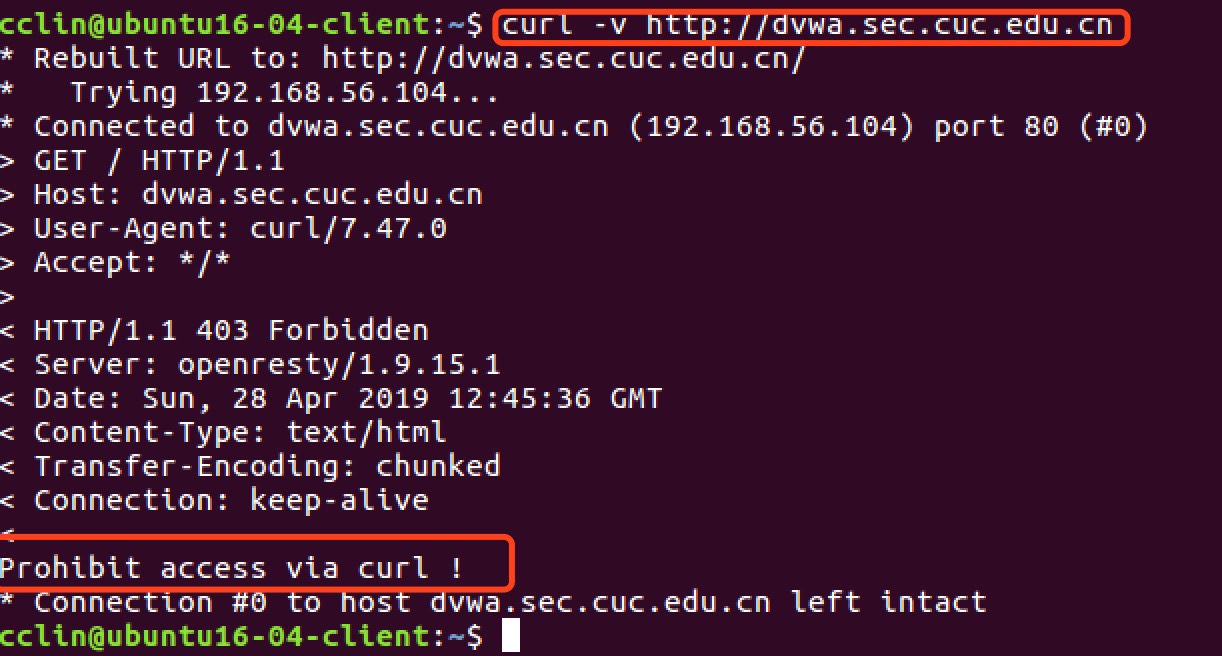 cclin@ubuntu16-04-client:~$ curl -v http://dvwa.sec.cuc.edu.cn
* Rebuilt URL to: http://dvwa.sec.cuc.edu.cn/
*   Trying 192.168.56.104...
* Connected to dvwa.sec.cuc.edu.cn (192.168.56.104) port 80 (#0)
> GET / HTTP/1.1
> Host: dvwa.sec.cuc.edu.cn
> User-Agent: curl/7.47.0
> Accept: */*
>
< HTTP/1.1 403 Forbidden
< Server: openresty/1.9.15.1
< Date: Sun, 28 Apr 2019 12:45:36 GMT
< Content-Type: text/html
< Transfer-Encoding: chunked
< Connection: keep-alive
<
Prohibit access via curl !
* Connection #0 to host dvwa.sec.cuc.edu.cn left intact
cclin@ubuntu16-04-client:~$